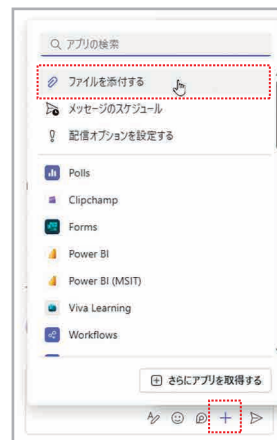 アプリの検索
ファイルを添付する
メッセージのスケジュール
配信オプションを設定する
Polls
Clipchamp
Forms
Power BI
Power BI (MSIT)
Viva Learning
Workflows
さらにアプリを取得する